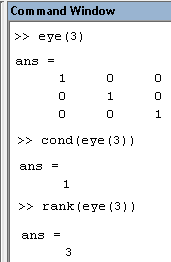 Command Window
>> eye(3)
ans =
1 0 0
0 1 0
0 0 1
>> cond(eye(3))
ans =
1
>> rank(eye(3))
ans =
3